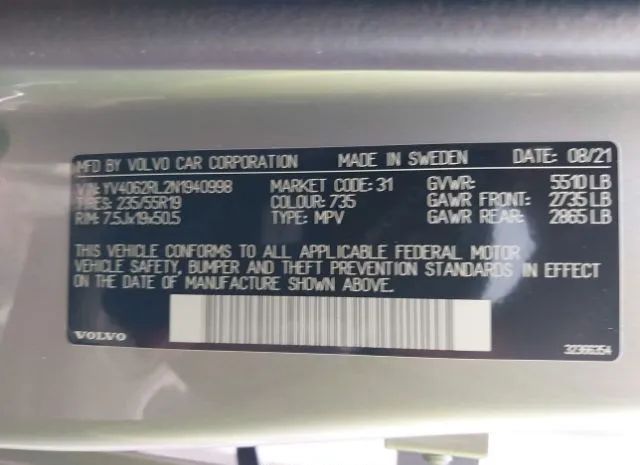 MFD BY VOLVO CAR CORPORATION MADE IN SWEDEN DATE: 08/21
VIN: YV4062RL2N1940998 MARKET CODE: 31 GVWR: 5510 LB
TIRES: 235/55R19 COLOUR: 735 GAWR FRONT: 2735 LB
RIM: 7.5Jx19x50.5 TYPE: MPV GAWR REAR: 2865 LB
THIS VEHICLE CONFORMS TO ALL APPLICABLE FEDERAL MOTOR
VEHICLE SAFETY, BUMPER AND THEFT PREVENTION STANDARDS IN EFFECT
ON THE DATE OF MANUFACTURE SHOWN ABOVE.
VOLVO 32366354